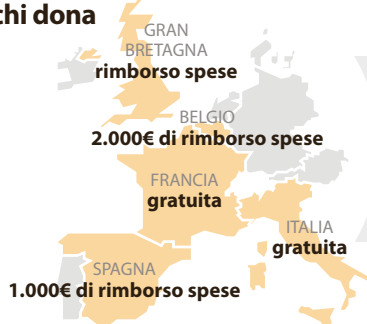 chi dona
GRAN
BRETAGNA
rimborso spese
BELGIO
2.000€ di rimborso spese
FRANCIA
gratuita
ITALIA
gratuita
SPAGNA
1.000€ di rimborso spese